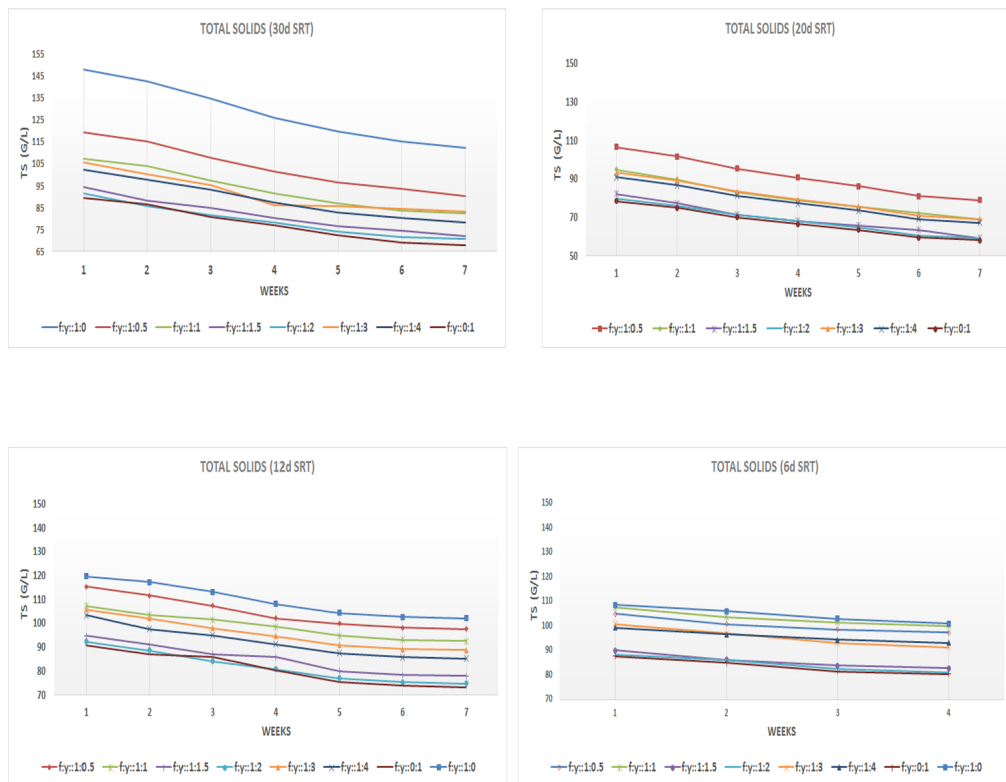 TOTAL SOLIDS (30d SRT)
155
145
135
125
115
105
95
85
75
65
TS (G/L)
1 2 3 4 5 6 7
WEEKS
f:y::1:0 f:y::1:0.5 f:y::1:1 f:y::1:1.5 f:y::1:2 f:y::1:3 f:y::1:4 f:y::0:1
TOTAL SOLIDS (20d SRT)
150
130
110
90
70
50
TS (G/L)
1 2 3 4 5 6 7
WEEKS
f:y::1:0.5 f:y::1:1 f:y::1:1.5 f:y::1:2 f:y::1:3 f:y::1:4 f:y::0:1
TOTAL SOLIDS (12d SRT)
150
140
130
120
110
100
90
80
70
TS (G/L)
1 2 3 4 5 6 7
WEEKS
f:y::1:0.5 f:y::1:1 f:y::1:1.5 f:y::1:2 f:y::1:3 f:y::1:4 f:y::0:1 f:y::1:0
TOTAL SOLIDS (6d SRT)
150
140
130
120
110
100
90
80
70
TS (G/L)
1 2 3 4
WEEKS
f:y::1:0.5 f:y::1:1 f:y::1:1.5 f:y::1:2 f:y::1:3 f:y::1:4 f:y::0:1 f:y::1:0